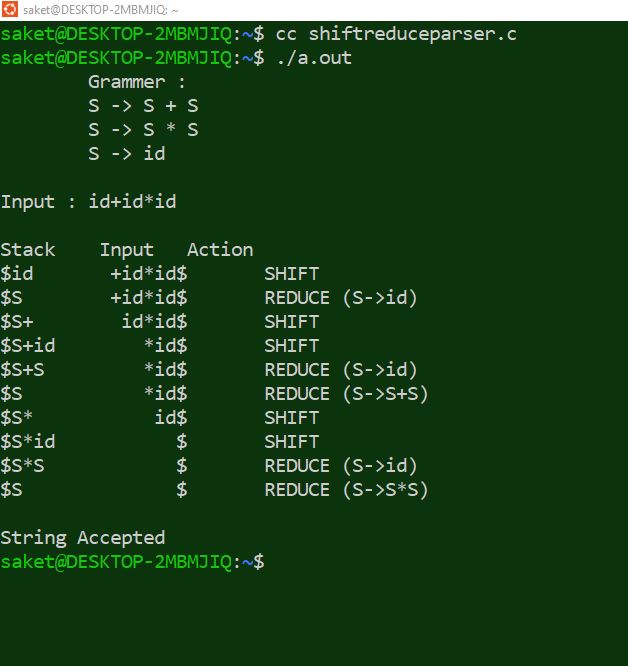 saket@DESKTOP-2MBMJIQ: ~
saket@DESKTOP-2MBMJIQ:~$ cc shiftreduceparser.c
saket@DESKTOP-2MBMJIQ:~$ ./a.out
        Grammer :
        S -> S + S
        S -> S * S
        S -> id

Input : id+id*id

Stack    Input   Action
$id       +id*id$       SHIFT
$S        +id*id$       REDUCE (S->id)
$S+        id*id$       SHIFT
$S+id        *id$       SHIFT
$S+S         *id$       REDUCE (S->id)
$S           *id$       REDUCE (S->S+S)
$S*           id$       SHIFT
$S*id           $       SHIFT
$S*S            $       REDUCE (S->id)
$S              $       REDUCE (S->S*S)

String Accepted
saket@DESKTOP-2MBMJIQ:~$